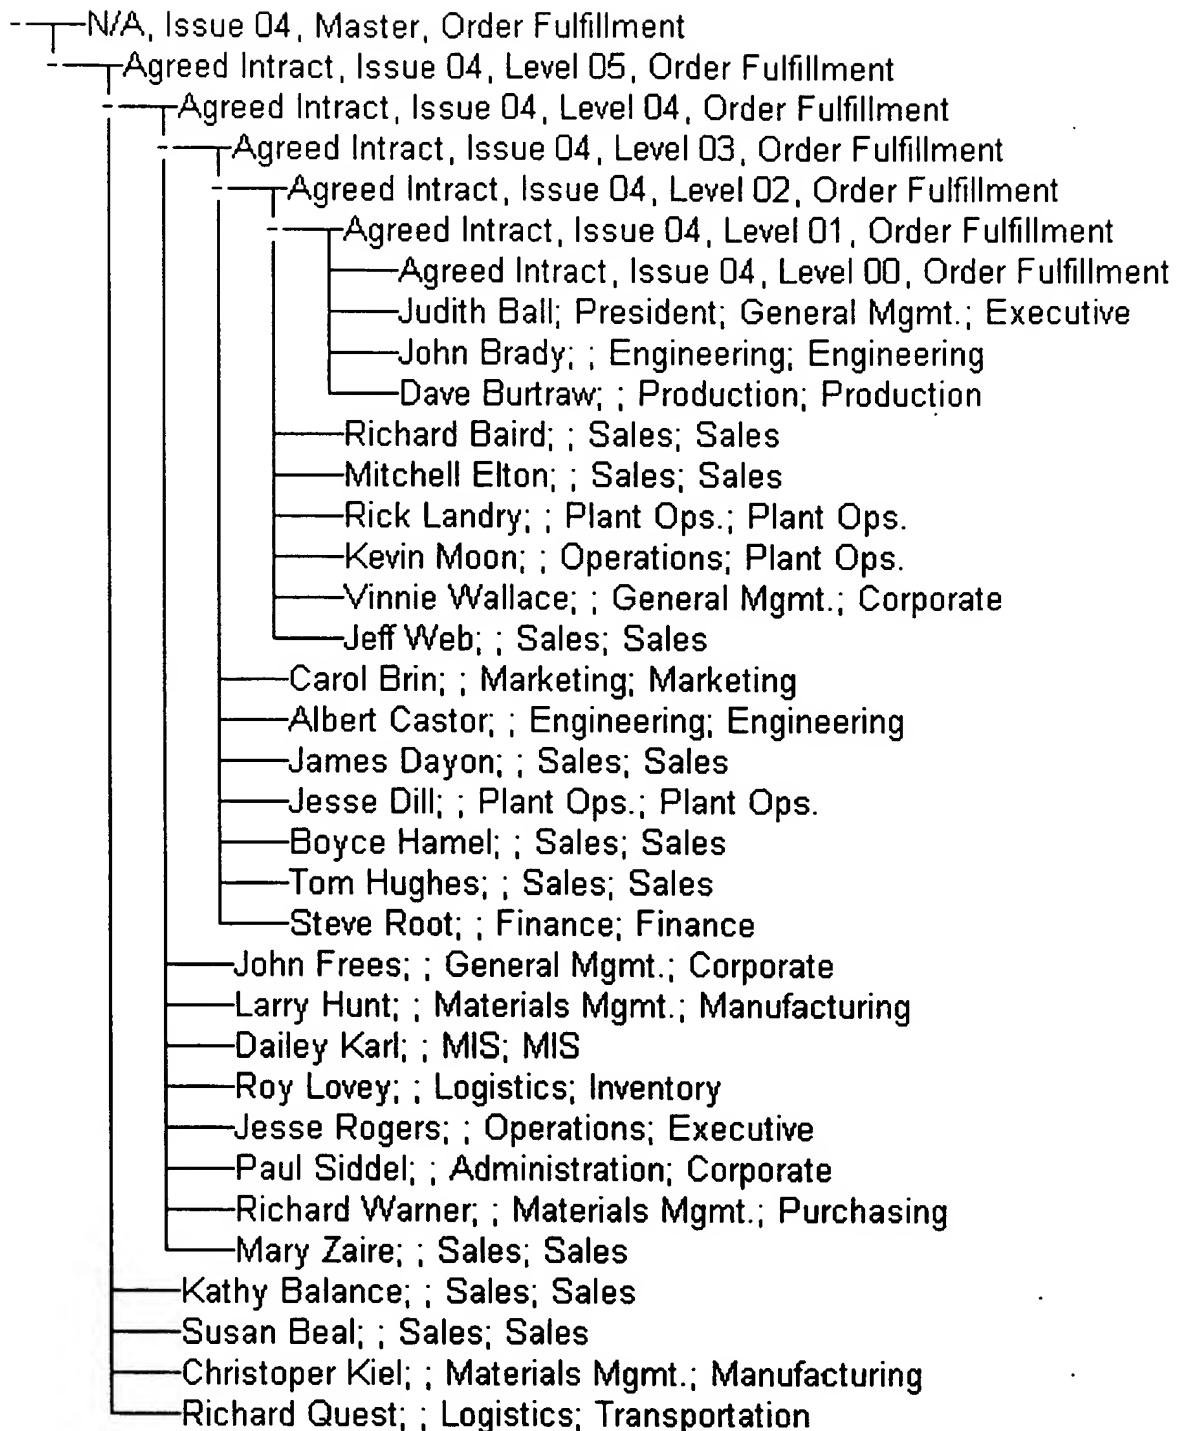 N/A, Issue 04, Master, Order Fulfillment
Agreed Intract, Issue 04, Level 05, Order Fulfillment
Agreed Intract, Issue 04, Level 04, Order Fulfillment
Agreed Intract, Issue 04, Level 03, Order Fulfillment
Agreed Intract, Issue 04, Level 02, Order Fulfillment
Agreed Intract, Issue 04, Level 01, Order Fulfillment
Agreed Intract, Issue 04, Level 00, Order Fulfillment
Judith Ball; President; General Mgmt.; Executive
John Brady; ; Engineering; Engineering
Dave Burtraw; ; Production; Production
Richard Baird; ; Sales; Sales
Mitchell Elton; ; Sales; Sales
Rick Landry; ; Plant Ops.; Plant Ops.
Kevin Moon; ; Operations; Plant Ops.
Vinnie Wallace; ; General Mgmt.; Corporate
Jeff Web; ; Sales; Sales
Carol Brin; ; Marketing; Marketing
Albert Castor; ; Engineering; Engineering
James Dayon; ; Sales; Sales
Jesse Dill; ; Plant Ops.; Plant Ops.
Boyce Hamel; ; Sales; Sales
Tom Hughes; ; Sales; Sales
Steve Root; ; Finance; Finance
John Frees; ; General Mgmt.; Corporate
Larry Hunt; ; Materials Mgmt.; Manufacturing
Dailey Karl; ; MIS; MIS
Roy Lovey; ; Logistics; Inventory
Jesse Rogers; ; Operations; Executive
Paul Siddel; ; Administration; Corporate
Richard Warner; ; Materials Mgmt.; Purchasing
Mary Zaire; ; Sales; Sales
Kathy Balance; ; Sales; Sales
Susan Beal; ; Sales; Sales
Christoper Kiel; ; Materials Mgmt.; Manufacturing
Richard Quest; ; Logistics; Transportation